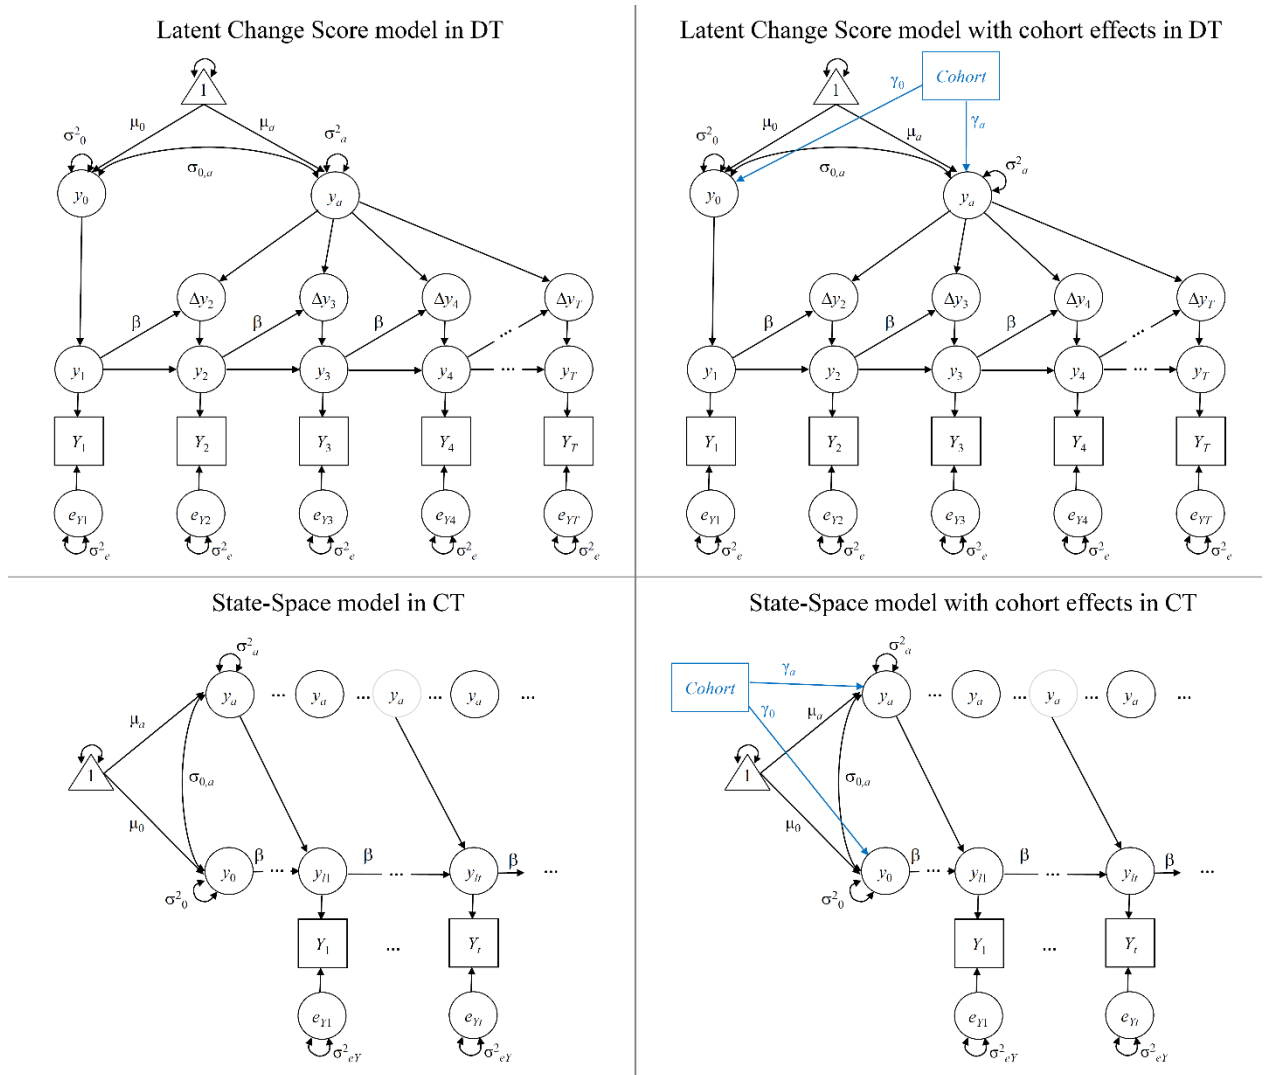 Latent Change Score model in DT
1
μ0 μa
σ²0 σ²a
σ0,a
y0 ya
Δy2 Δy3 Δy4 ΔyT
β β β ...
y1 y2 y3 y4 ... yT
Y1 Y2 Y3 Y4 YT
eY1 eY2 eY3 eY4 eYT
σ²e σ²e σ²e σ²e σ²e
Latent Change Score model with cohort effects in DT
Cohort
1 γ0
μ0 μa γa
σ²0 σ²a
σ0,a
y0 ya
Δy2 Δy3 Δy4 ΔyT
β β β ...
y1 y2 y3 y4 ... yT
Y1 Y2 Y3 Y4 YT
eY1 eY2 eY3 eY4 eYT
σ²e σ²e σ²e σ²e σ²e
State-Space model in CT
σ²a
ya ... ya ... ya ... ya ...
μa
1 σ0,a
μ0
y0 β ... yl1 β ... ylt β ...
σ²0
Y1 ... Yt
eY1 eYt
σ²eY σ²eY
State-Space model with cohort effects in CT
σ²a
Cohort γa ya ... ya ... ya ... ya ...
γ0 μa
1 σ0,a
μ0
y0 β ... yl1 β ... ylt β ...
σ²0
Y1 ... Yt
eY1 eYt
σ²eY σ²eY